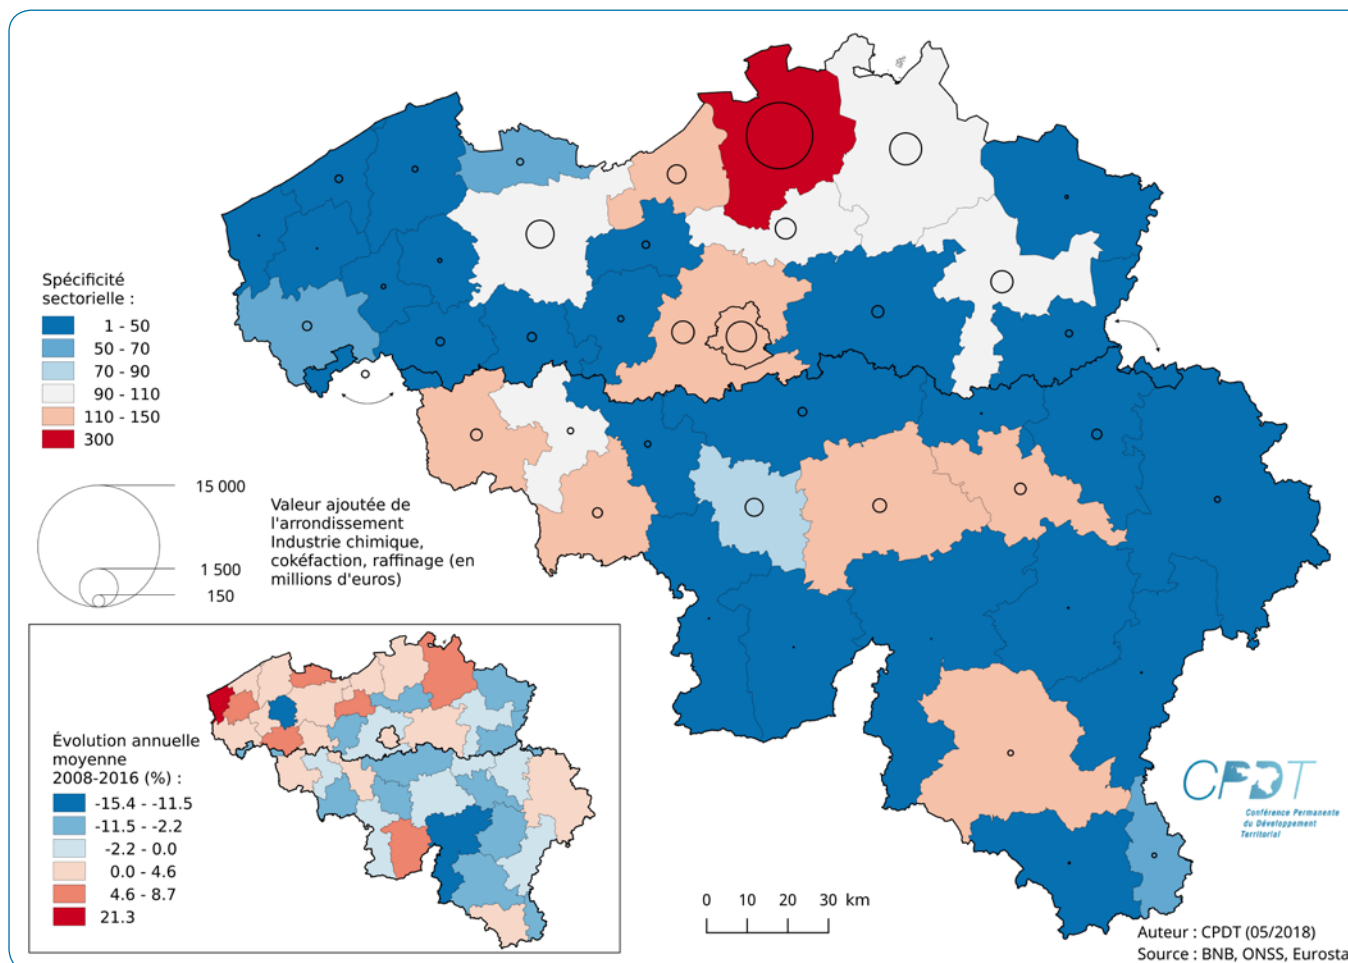 Spécificité
sectorielle :
1 - 50
50 - 70
70 - 90
90 - 110
110 - 150
300
15 000
1 500
150
Valeur ajoutée de
l'arrondissement
Industrie chimique,
cokéfaction, raffinage (en
millions d'euros)
Évolution annuelle
moyenne
2008-2016 (%) :
-15.4 - -11.5
-11.5 - -2.2
-2.2 - 0.0
0.0 - 4.6
4.6 - 8.7
21.3
0 10 20 30 km
CPDT
Conférence Permanente
du Développement
Territorial
Auteur : CPDT (05/2018)
Source : BNB, ONSS, Eurosta